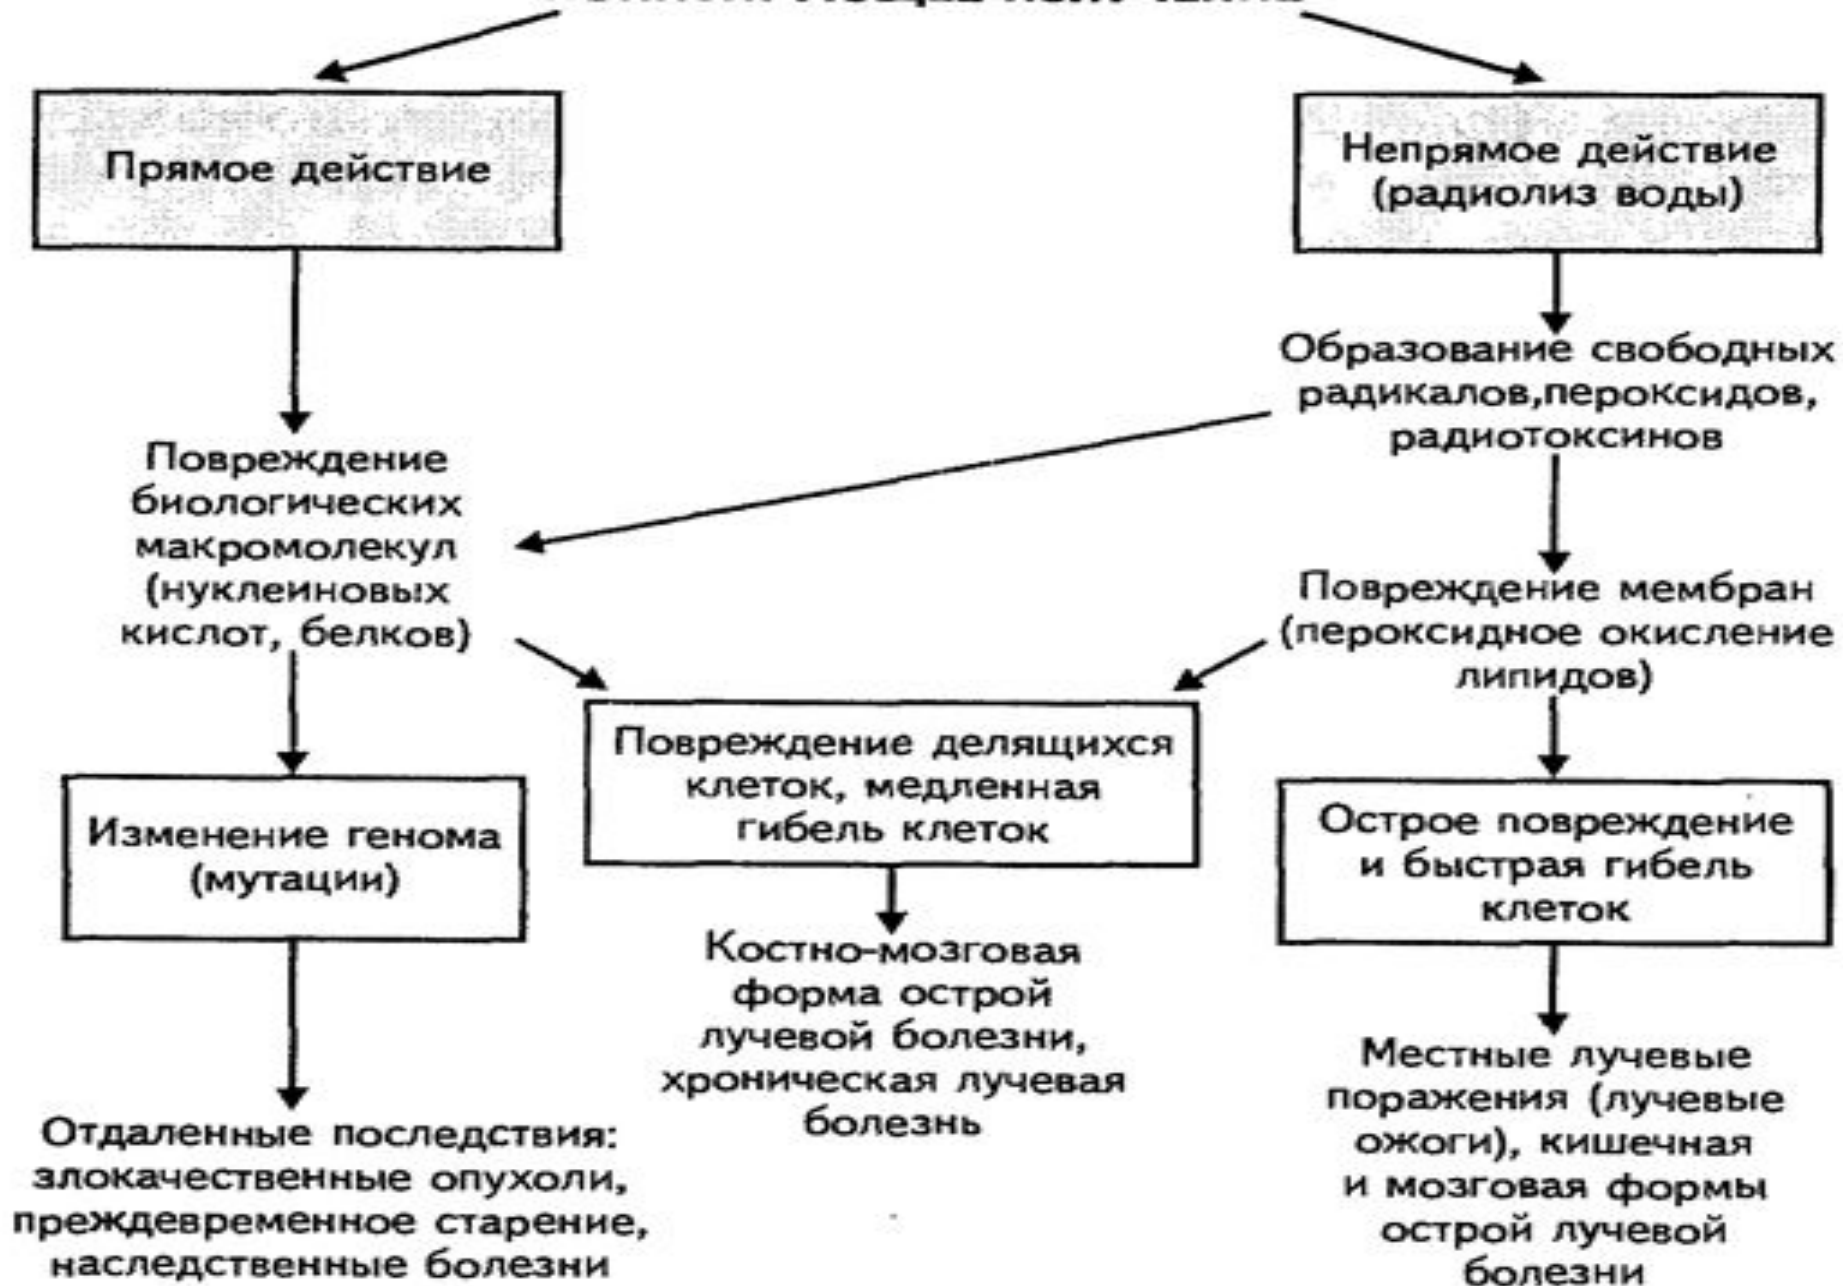 Прямое действие
Непрямое действие
(радиолиз воды)
Образование свободных
радикалов,пероксидов,
радиотоксинов
Повреждение
биологических
макромолекул
(нуклеиновых
кислот, белков)
Повреждение мембран
(пероксидное окисление
липидов)
Повреждение делящихся
клеток, медленная
гибель клеток
Изменение генома
(мутации)
Острое повреждение
и быстрая гибель
клеток
Костно-мозговая
форма острой
лучевой болезни,
хроническая лучевая
болезнь
Местные лучевые
поражения (лучевые
ожоги), кишечная
и мозговая формы
острой лучевой
болезни
Отдаленные последствия:
злокачественные опухоли,
преждевременное старение,
наследственные болезни